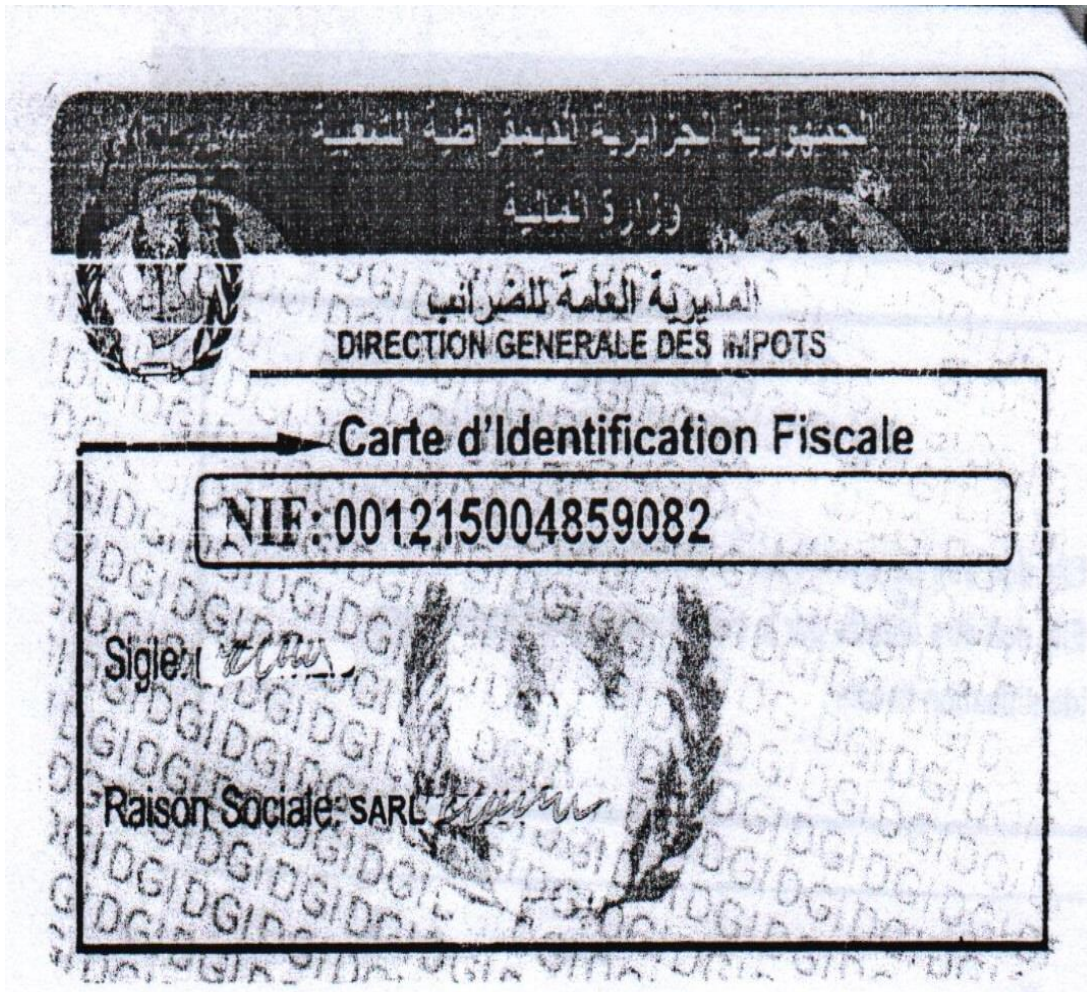 الجمهورية الجزائرية الديمقراطية الشعبية
وزارة المالية
المديرية العامة للضرائب
DIRECTION GENERALE DES IMPOTS
Carte d'Identification Fiscale
NIF: 001215004859082
Sigle:
Raison Sociale: SARL